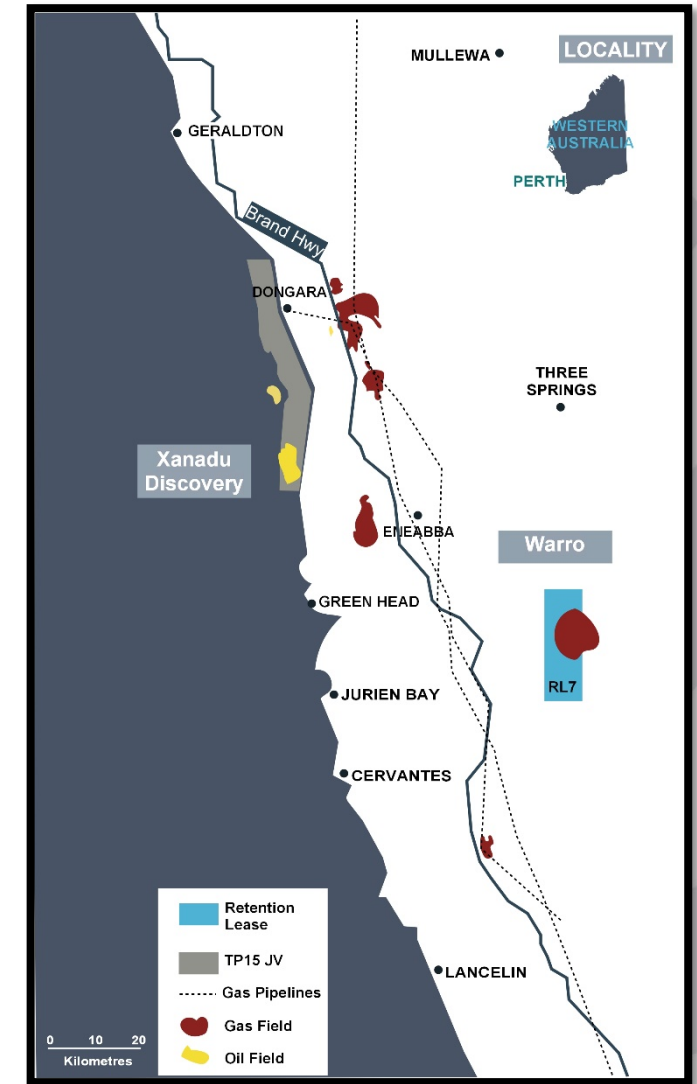 MULLEWA
LOCALITY
WESTERN
AUSTRALIA
PERTH
GERALDTON
Brand Hwy
DONGARA
THREE
SPRINGS
Xanadu
Discovery
ENEABBA
Warro
GREEN HEAD
RL7
JURIEN BAY
CERVANTES
Retention
Lease
TP15 JV
Gas Pipelines
Gas Field
Oil Field
LANCELIN
0 10 20
Kilometres